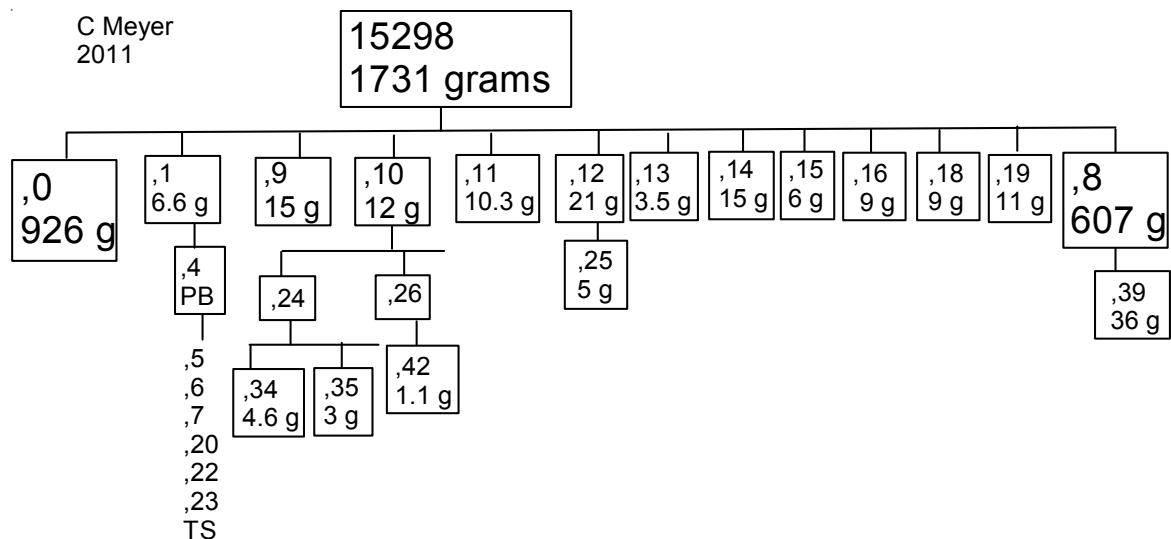 C Meyer
2011
15298
1731 grams
,0
926 g
,1
6.6 g
,9
15 g
,10
12 g
,11
10.3 g
,12
21 g
,13
3.5 g
,14
15 g
,15
6 g
,16
9 g
,18
9 g
,19
11 g
,8
607 g
,4
PB
,24
,26
,25
5 g
,39
36 g
,5
,6
,7
,20
,22
,23
TS
,34
4.6 g
,35
3 g
,42
1.1 g